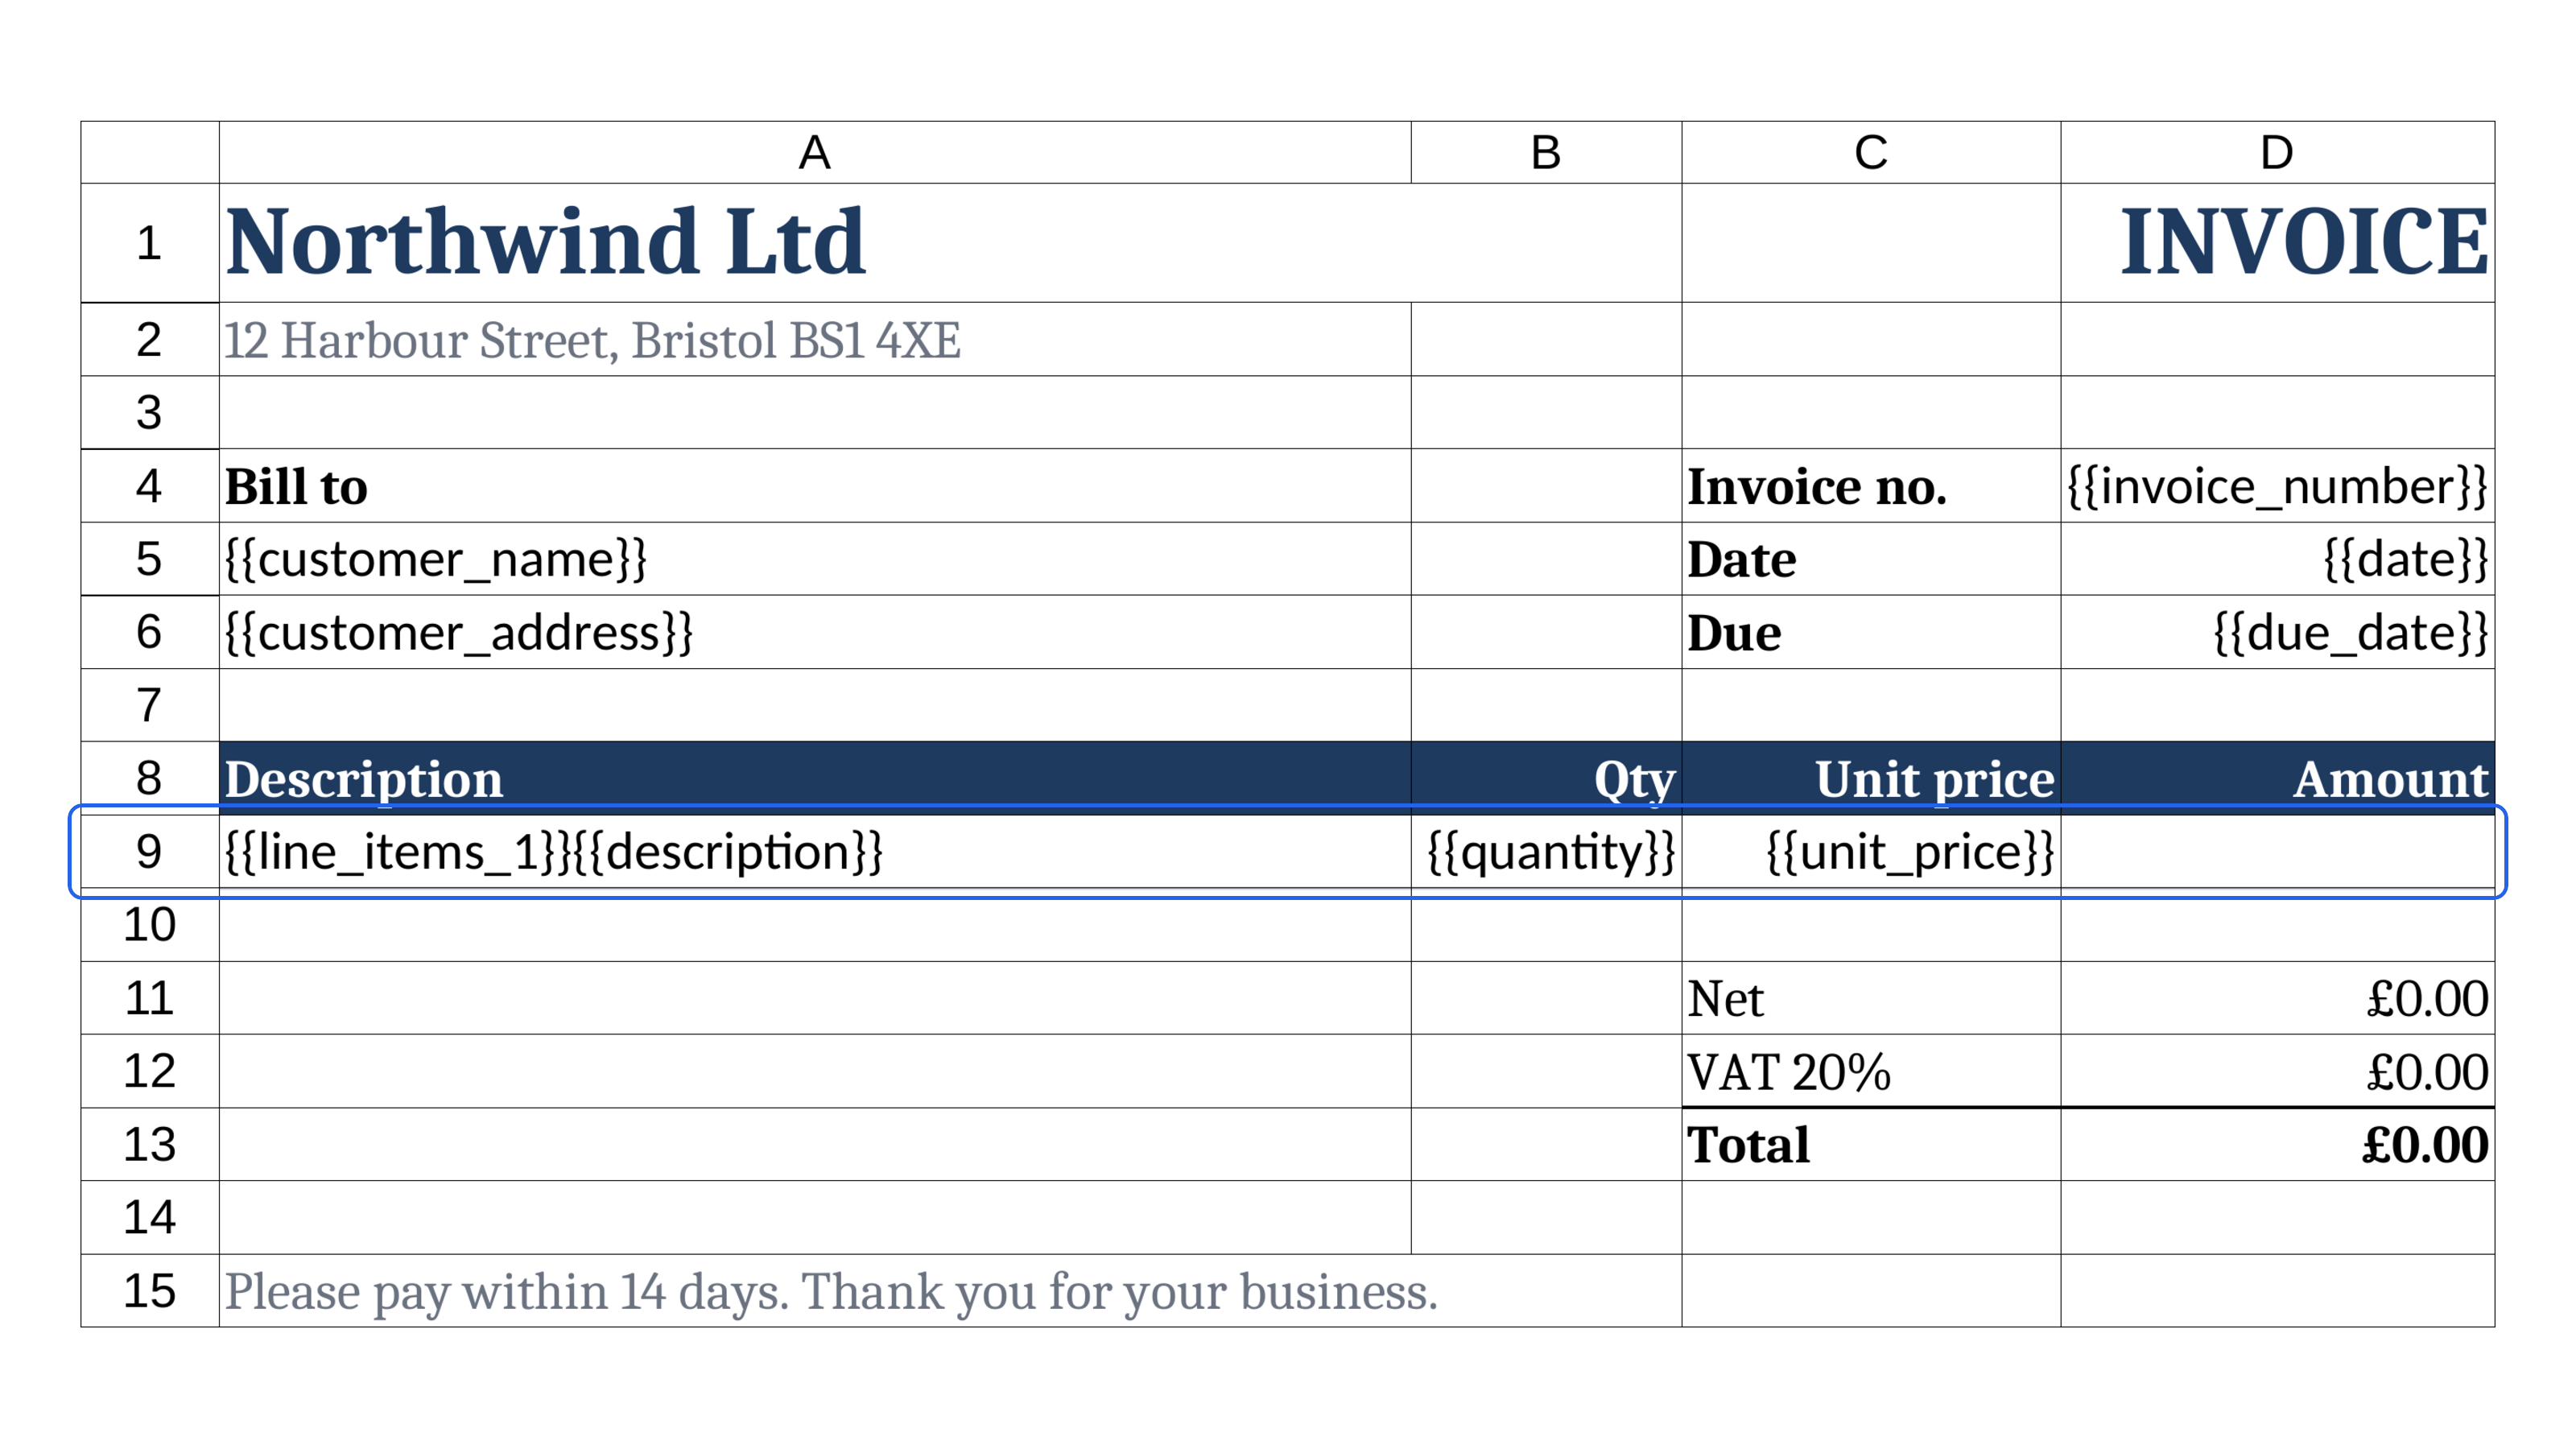 A B C D
1 Northwind Ltd INVOICE
2 12 Harbour Street, Bristol BS1 4XE
3
4 Bill to Invoice no. {{invoice_number}}
5 {{customer_name}} Date {{date}}
6 {{customer_address}} Due {{due_date}}
7
8 Description Qty Unit price Amount
9 {{line_items_1}}{{description}} {{quantity}} {{unit_price}}
10
11 Net £0.00
12 VAT 20% £0.00
13 Total £0.00
14
15 Please pay within 14 days. Thank you for your business.